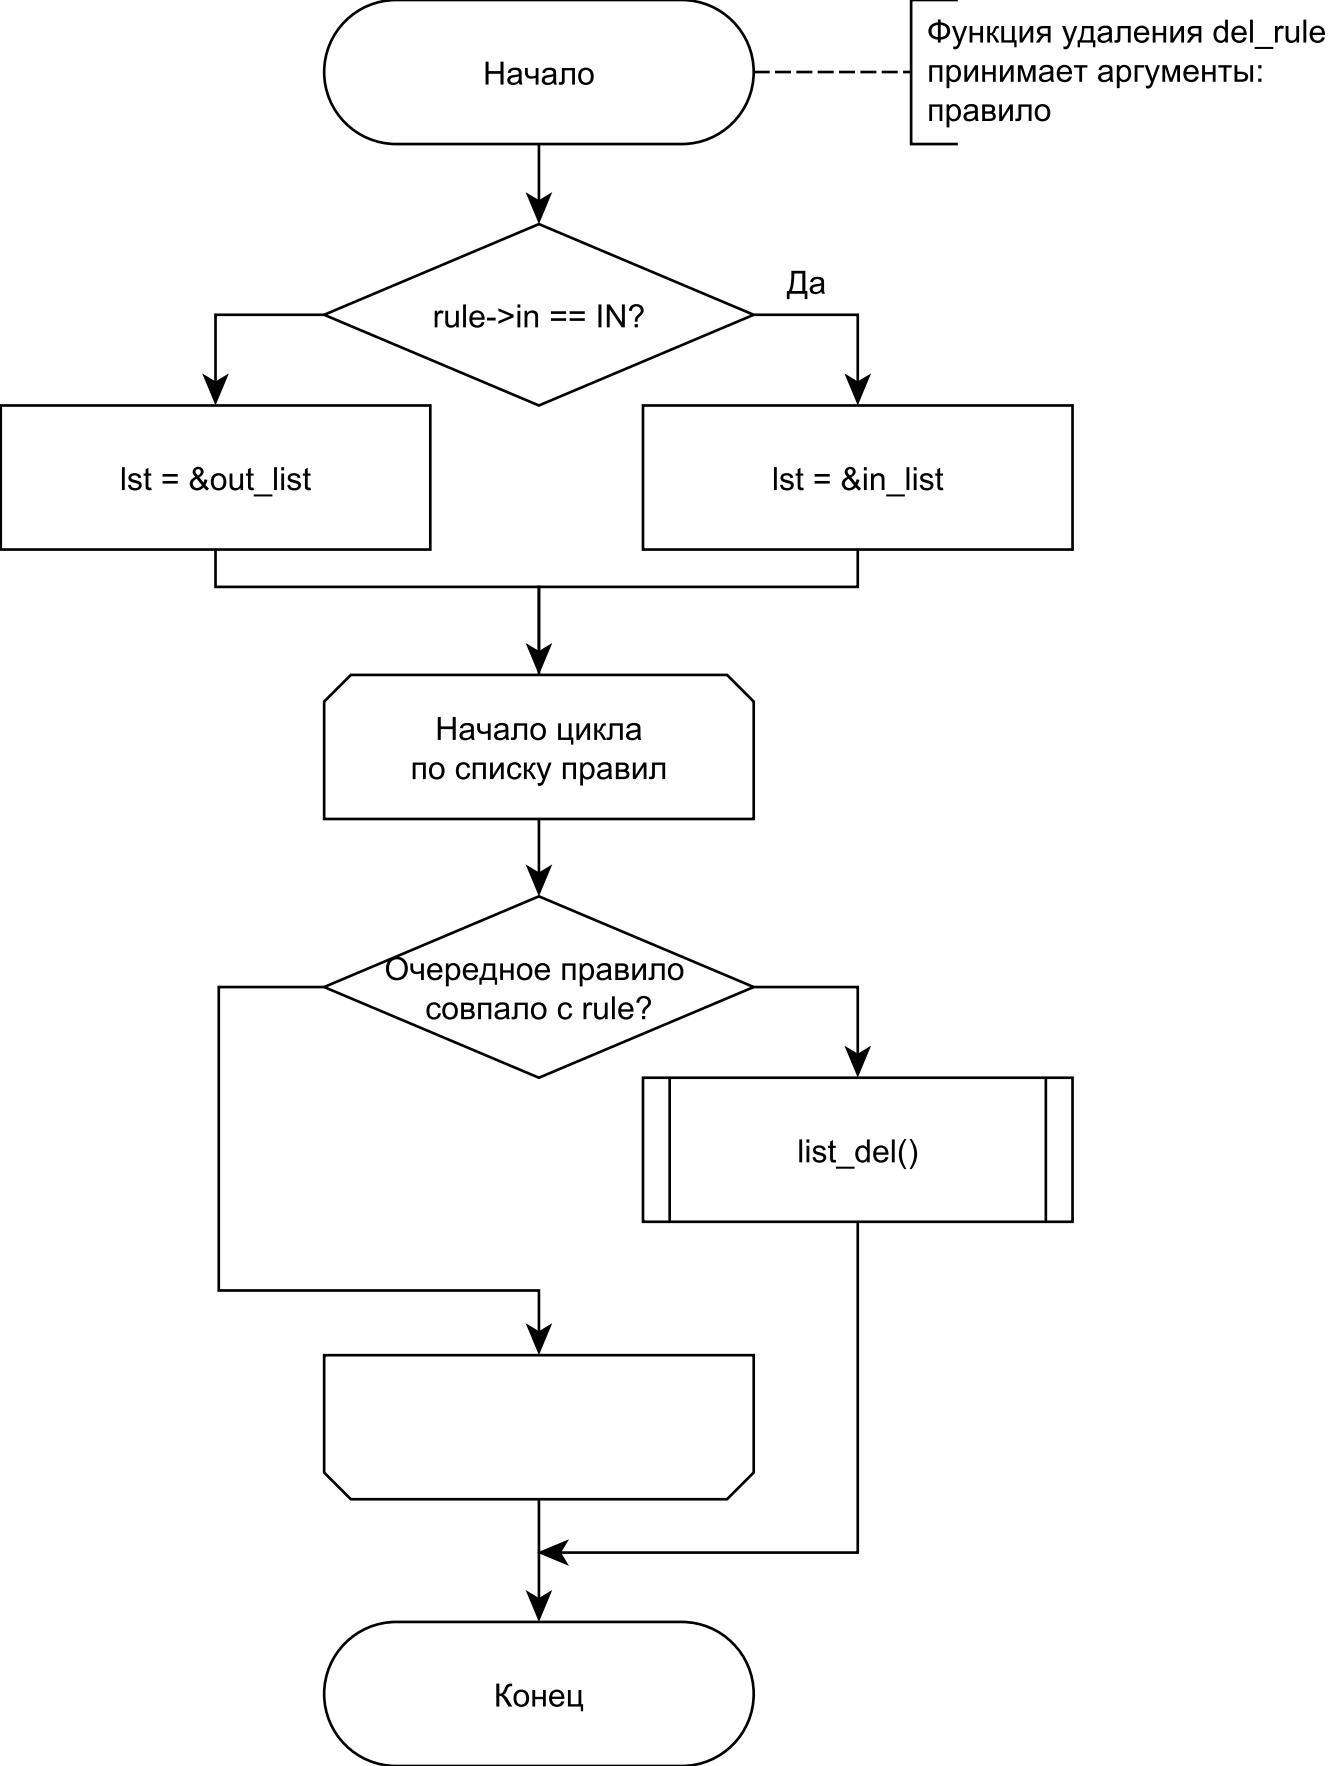 Начало
Функция удаления del_rule
принимает аргументы:
правило
rule->in == IN?
Да
lst = &out_list
lst = &in_list
Начало цикла
по списку правил
Очередное правило
совпало с rule?
list_del()
Конец